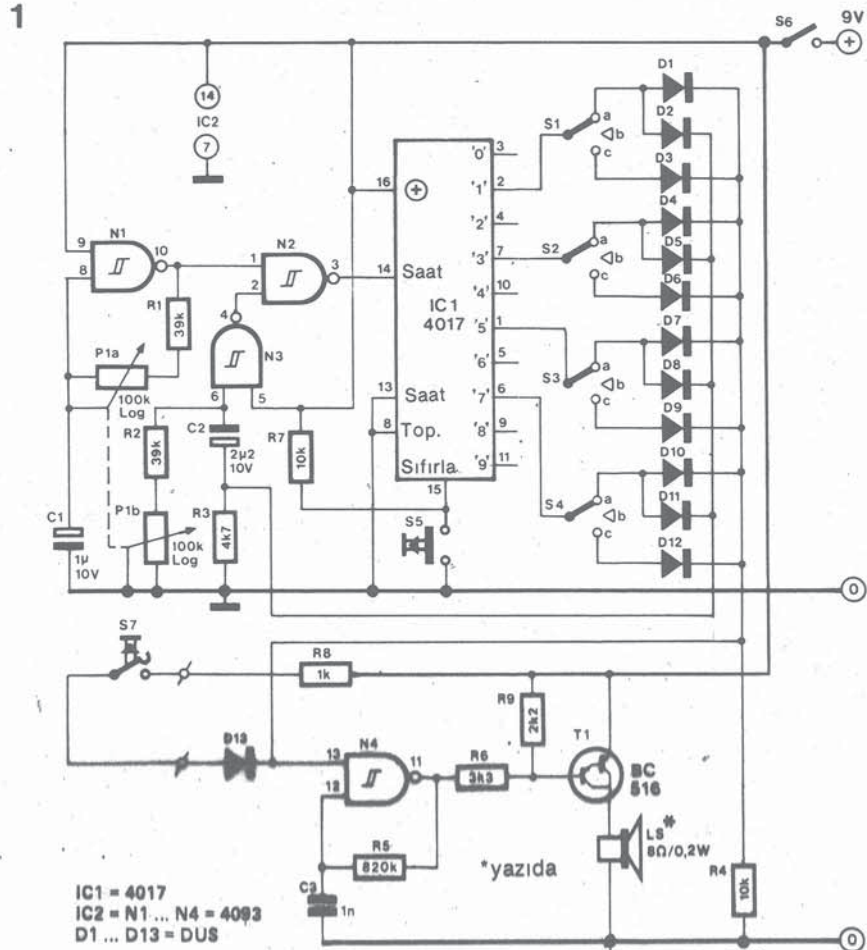 1
S6
9V
+
14
IC2
7
D1
S1
a
b
c
D2
D3
'0' 3
16
+
'1' 2
D4
9
N1
10
N2
'2' 4
S2
a
b
c
D5
8
1
3
14
Saat
'3' 7
D6
2
IC1
4017
'4' 10
R1
39k
4
N3
'5' 1
D7
P1a
100k
Log
'6' 5
S3
a
b
c
D8
6
5
13
Saat
'7' 6
D9
R2
39k
C2
2µ2
10V
R7
10k
8
Top.
'8' 9
D10
Sıfırla
'9' 11
S4
a
b
c
D11
15
D12
C1
1µ
10V
P1b
100k
Log
R3
4k7
S5
0
S7
R8
1k
R9
2k2
T1
D13
13
N4
11
R6
3k3
BC
516
12
R5
820k
LS*
8Ω/0,2W
*yazıda
R4
10k
C3
1n
IC1 = 4017
IC2 = N1 ... N4 = 4093
D1 ... D13 = DUS
0